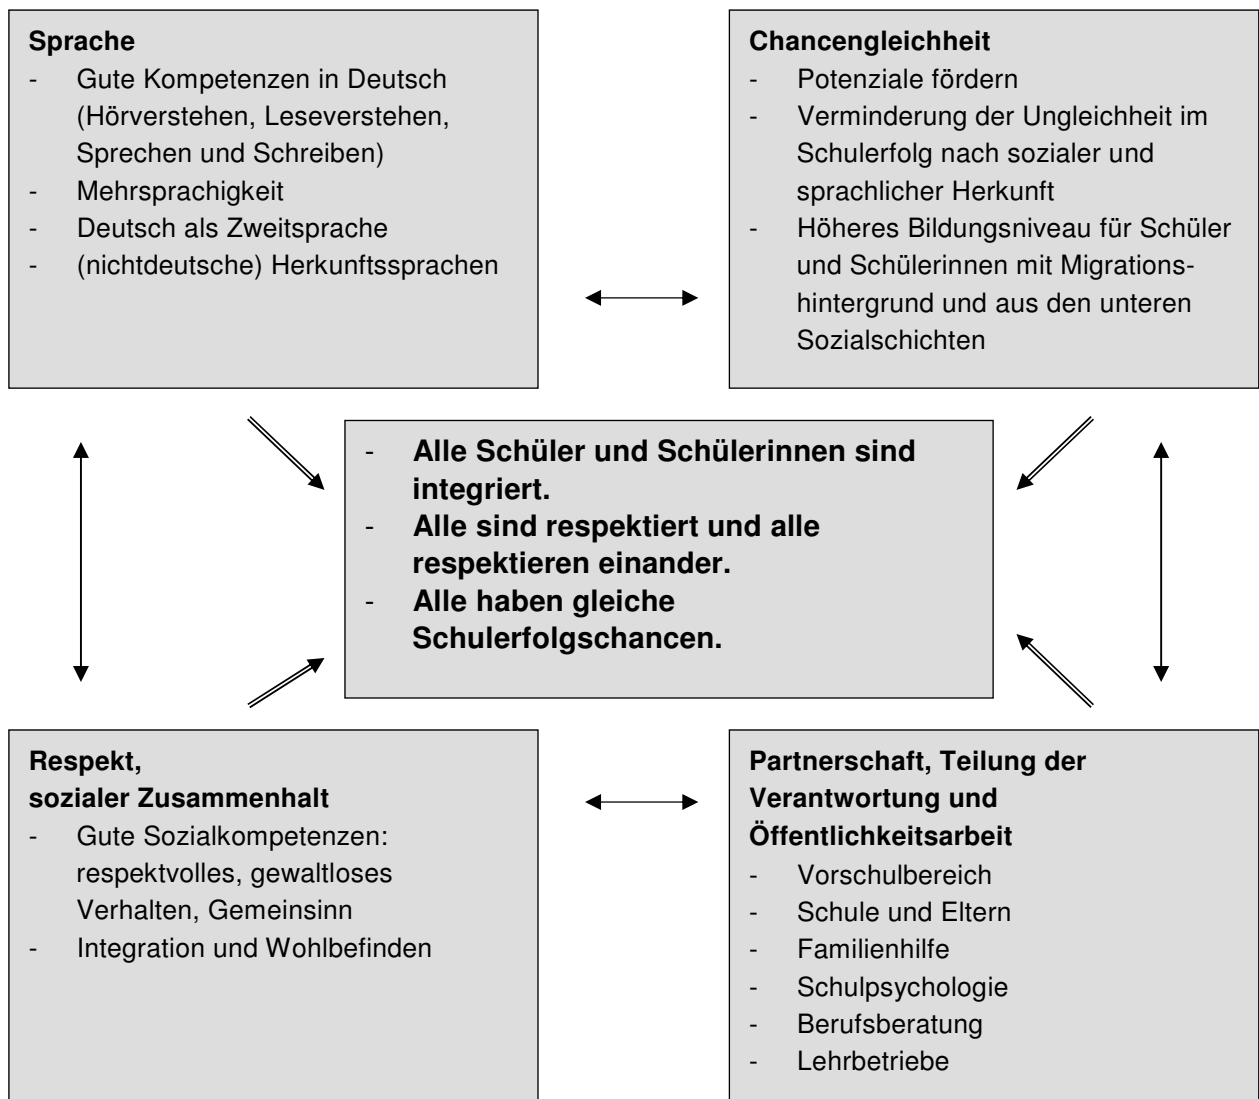 Sprache
- Gute Kompetenzen in Deutsch
(Hörverstehen, Leseverstehen,
Sprechen und Schreiben)
- Mehrsprachigkeit
- Deutsch als Zweitsprache
- (nichtdeutsche) Herkunftssprachen
Chancengleichheit
- Potenziale fördern
- Verminderung der Ungleichheit im
Schulerfolg nach sozialer und
sprachlicher Herkunft
- Höheres Bildungsniveau für Schüler
und Schülerinnen mit Migrations-
hintergrund und aus den unteren
Sozialschichten
- Alle Schüler und Schülerinnen sind
integriert.
- Alle sind respektiert und alle
respektieren einander.
- Alle haben gleiche
Schulerfolgschancen.
Respekt,
sozialer Zusammenhalt
- Gute Sozialkompetenzen:
respektvolles, gewaltloses
Verhalten, Gemeinsinn
- Integration und Wohlbefinden
Partnerschaft, Teilung der
Verantwortung und
Öffentlichkeitsarbeit
- Vorschulbereich
- Schule und Eltern
- Familienhilfe
- Schulpsychologie
- Berufsberatung
- Lehrbetriebe